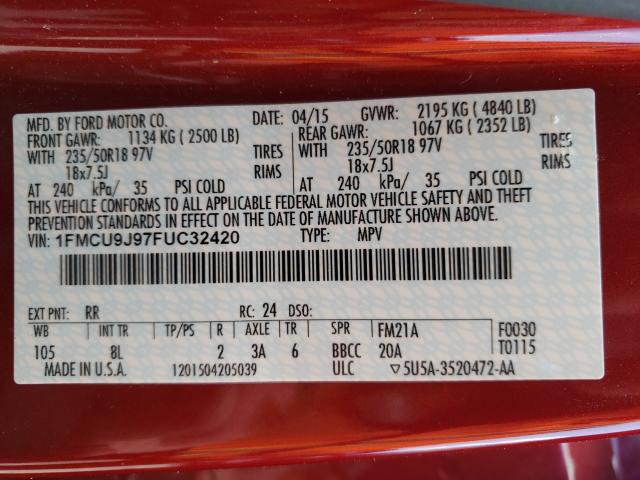 MFD. BY FORD MOTOR CO.
DATE: 04/15 GVWR: 2195 KG ( 4840 LB)
FRONT GAWR: 1134 KG ( 2500 LB) REAR GAWR: 1067 KG ( 2352 LB)
WITH 235/50R18 97V TIRES WITH 235/50R18 97V TIRES
18x7.5J RIMS 18x7.5J RIMS
AT 240 kPa/ 35 PSI COLD AT 240 kPa/ 35 PSI COLD
THIS VEHICLE CONFORMS TO ALL APPLICABLE FEDERAL MOTOR VEHICLE SAFETY AND THEFT
PREVENTION STANDARDS IN EFFECT ON THE DATE OF MANUFACTURE SHOWN ABOVE.
VIN: 1FMCU9J97FUC32420 TYPE: MPV
EXT PNT: RR RC: 24 DSO:
WB INT TR TP/PS R AXLE TR SPR FM21A F0030
105 8L 2 3A 6 BBCC 20A T0115
MADE IN U.S.A. 1201504205039 ULC ▽5U5A-3520472-AA